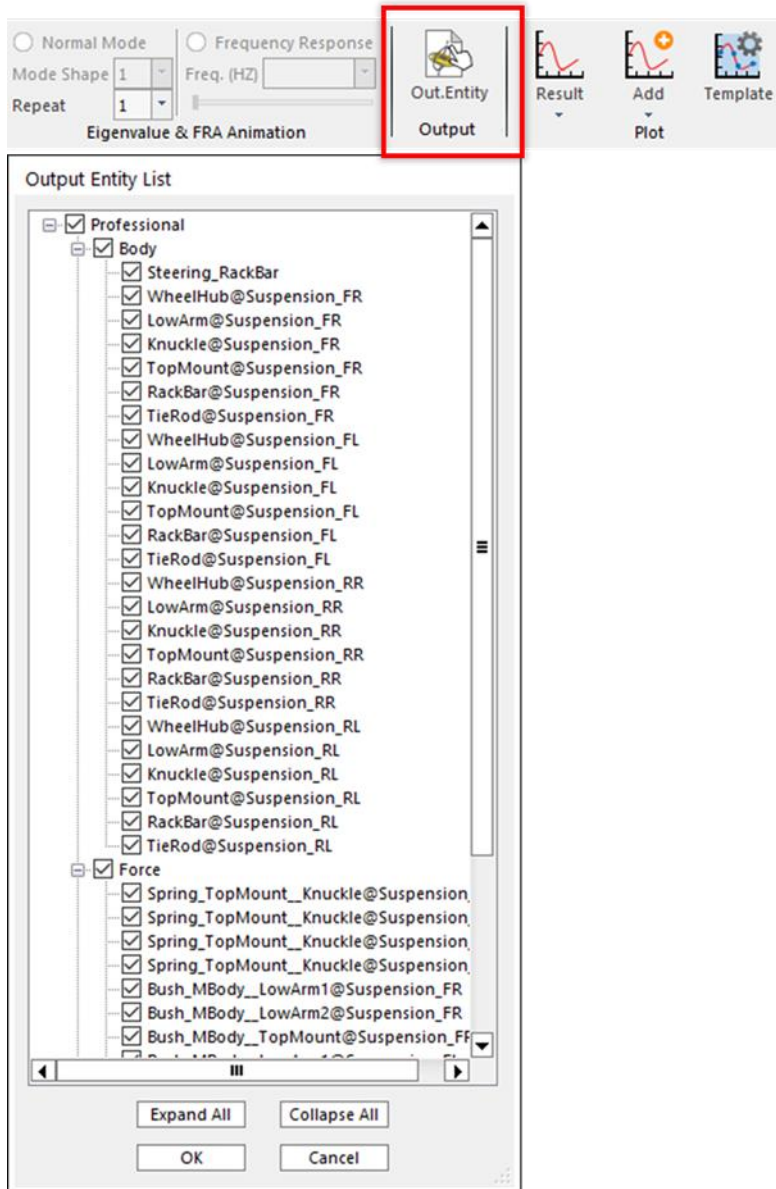 Normal Mode
Frequency Response
Mode Shape 1
Freq. (HZ)
Repeat 1
Eigenvalue & FRA Animation
Out.Entity
Output
Result
Add
Template
Plot
Output Entity List
Professional
Body
Steering_RackBar
WheelHub@Suspension_FR
LowArm@Suspension_FR
Knuckle@Suspension_FR
TopMount@Suspension_FR
RackBar@Suspension_FR
TieRod@Suspension_FR
WheelHub@Suspension_FL
LowArm@Suspension_FL
Knuckle@Suspension_FL
TopMount@Suspension_FL
RackBar@Suspension_FL
TieRod@Suspension_FL
WheelHub@Suspension_RR
LowArm@Suspension_RR
Knuckle@Suspension_RR
TopMount@Suspension_RR
RackBar@Suspension_RR
TieRod@Suspension_RR
WheelHub@Suspension_RL
LowArm@Suspension_RL
Knuckle@Suspension_RL
TopMount@Suspension_RL
RackBar@Suspension_RL
TieRod@Suspension_RL
Force
Spring_TopMount__Knuckle@Suspension_
Spring_TopMount__Knuckle@Suspension_
Spring_TopMount__Knuckle@Suspension_
Spring_TopMount__Knuckle@Suspension_
Bush_MBody__LowArm1@Suspension_FR
Bush_MBody__LowArm2@Suspension_FR
Bush_MBody__TopMount@Suspension_FR
Expand All
Collapse All
OK
Cancel